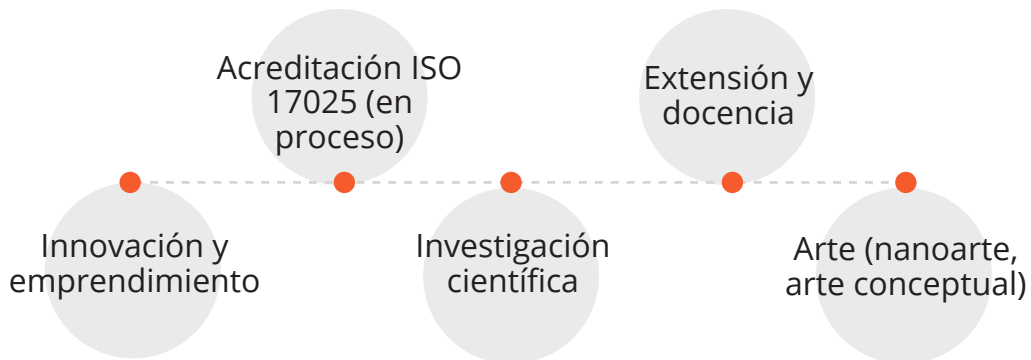 Acreditación ISO
17025 (en
proceso)
Extensión y
docencia
Innovación y
emprendimiento
Investigación
científica
Arte (nanoarte,
arte conceptual)